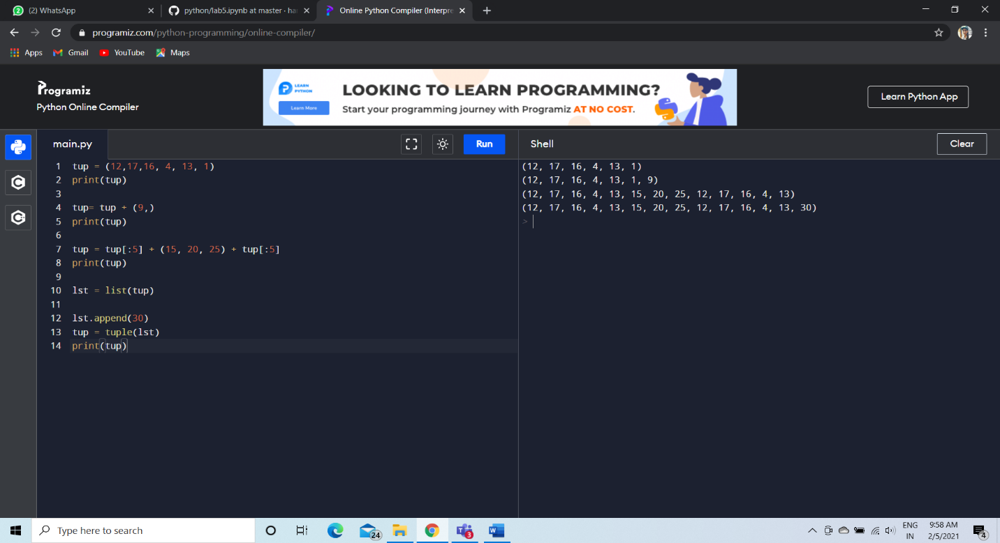 (2) WhatsApp
python/lab5.ipynb at master · ha
Online Python Compiler (Interpre
programiz.com/python-programming/online-compiler/
Apps Gmail YouTube Maps
Programiz
Python Online Compiler
LEARN
PYTHON
Learn More
LOOKING TO LEARN PROGRAMMING?
Start your programming journey with Programiz AT NO COST.
Learn Python App
main.py
Run
Shell
Clear
1 tup = (12,17,16, 4, 13, 1)
2 print(tup)
3
4 tup= tup + (9,)
5 print(tup)
6
7 tup = tup[:5] + (15, 20, 25) + tup[:5]
8 print(tup)
9
10 lst = list(tup)
11
12 lst.append(30)
13 tup = tuple(lst)
14 print(tup)
(12, 17, 16, 4, 13, 1)
(12, 17, 16, 4, 13, 1, 9)
(12, 17, 16, 4, 13, 15, 20, 25, 12, 17, 16, 4, 13)
(12, 17, 16, 4, 13, 15, 20, 25, 12, 17, 16, 4, 13, 30)
>
Type here to search
24
3
ENG
IN
9:58 AM
2/5/2021
4